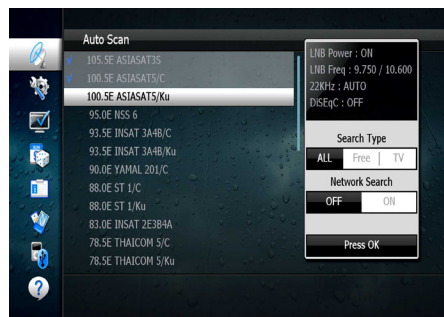 Auto Scan
105.5E ASIASAT3S
100.5E ASIASAT5/C
100.5E ASIASAT5/Ku
95.0E NSS 6
93.5E INSAT 3A4B/C
93.5E INSAT 3A4B/Ku
90.0E YAMAL 201/C
88.0E ST 1/C
88.0E ST 1/Ku
83.0E INSAT 2E3B4A
78.5E THAICOM 5/C
78.5E THAICOM 5/Ku
LNB Power : ON
LNB Freq : 9.750 / 10.600
22KHz : AUTO
DiSEqC : OFF
Search Type
ALL Free | TV
Network Search
OFF ON
Press OK